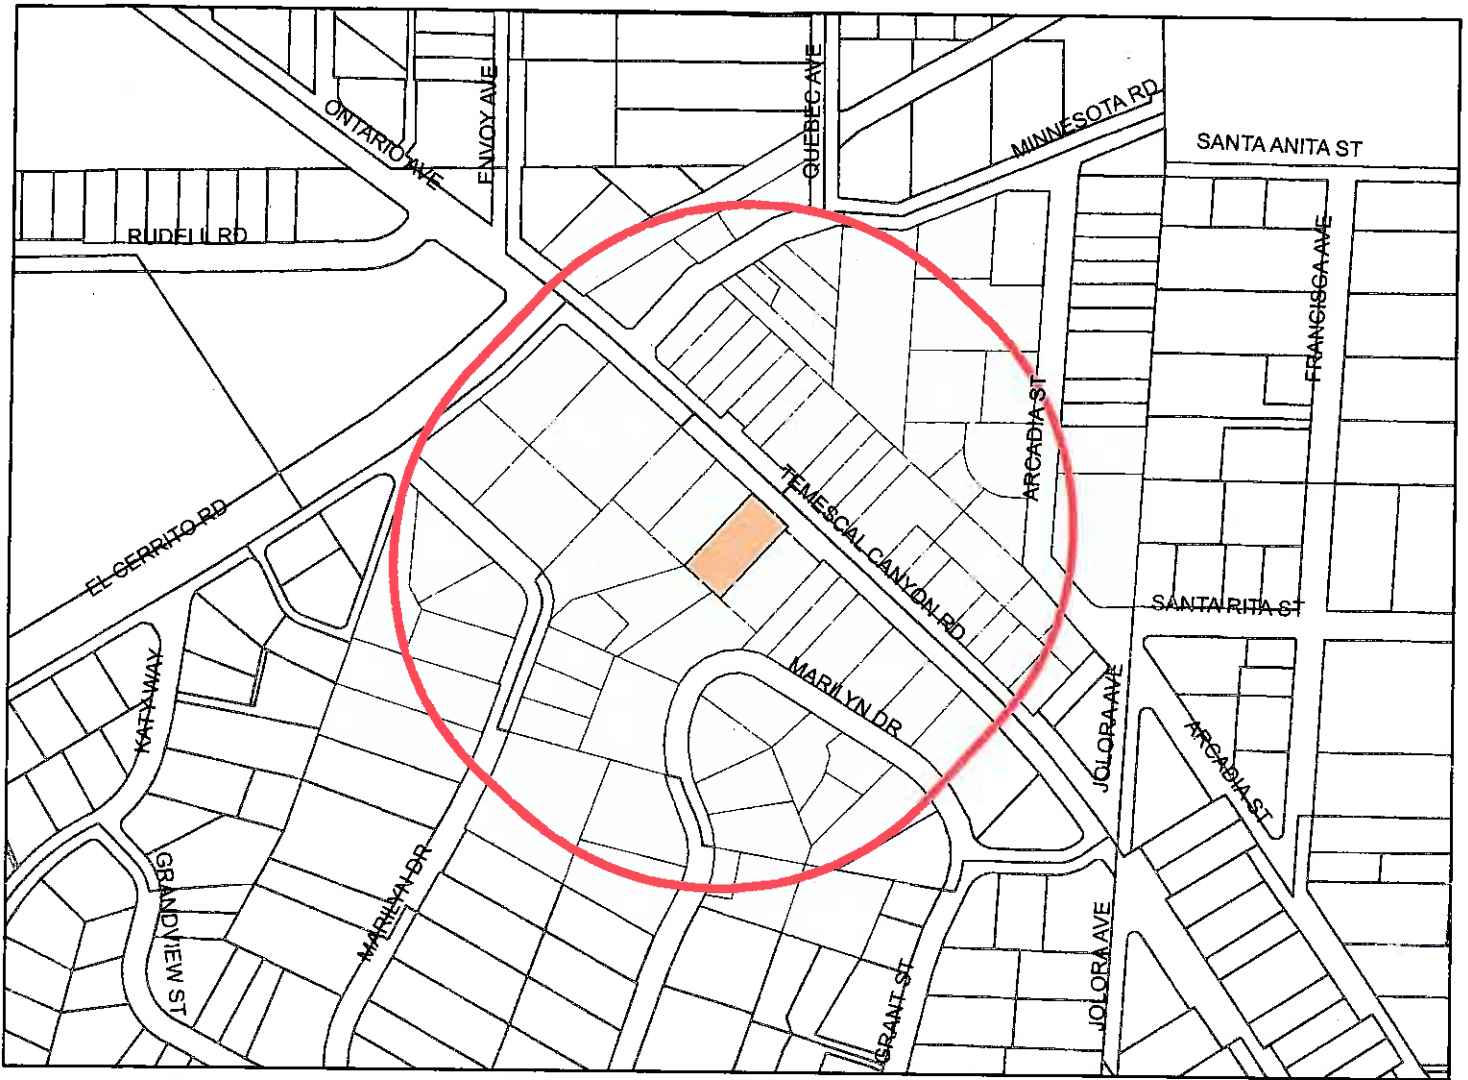 ONTARIO AVE
ENVOY AVE
QUEBEC AVE
MINNESOTA RD
SANTA ANITA ST
RUDELL RD
FRANCISCA AVE
ARCADIA ST
TEMESCAL CANYON RD
EL CERRITO RD
SANTA RITA ST
KATY WAY
MARILYN DR
JOLORA AVE
ARCADIA ST
GRANDVIEW ST
MARILYN DR
GRANT ST
JOLORA AVE